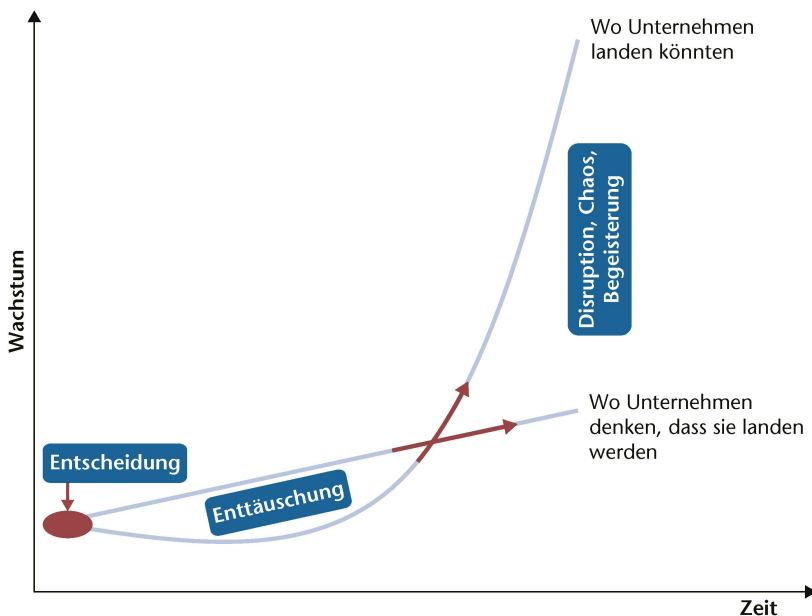 Wo Unternehmen
landen könnten
Disruption, Chaos,
Begeisterung
Wachstum
Wo Unternehmen
denken, dass sie landen
werden
Entscheidung
Enttäuschung
Zeit